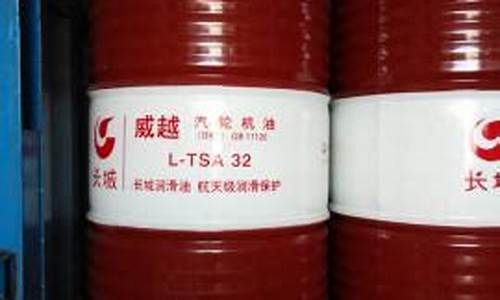 威越 汽轮机油
L-TSA 32
长城
长城润滑油 航天级润滑保护
长